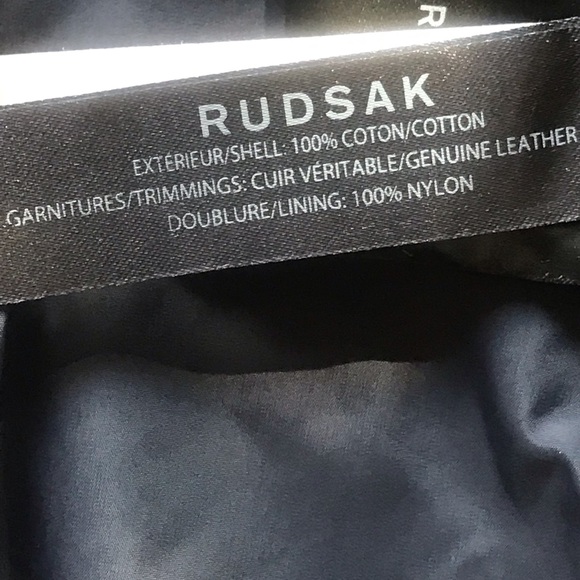 R
RUDSAK
EXTÉRIEUR/SHELL: 100% COTON/COTTON
GARNITURES/TRIMMINGS: CUIR VÉRITABLE/GENUINE LEATHER
DOUBLURE/LINING: 100% NYLON